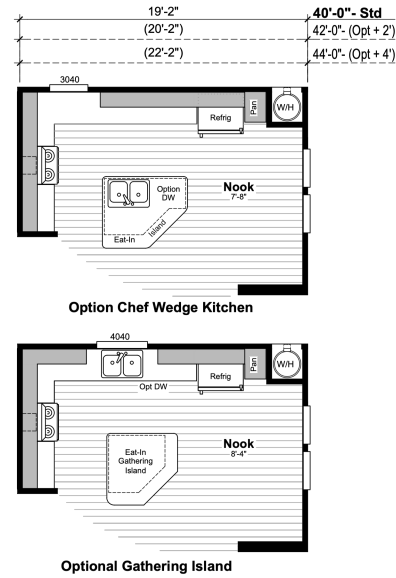 19'-2" 40'-0"- Std
(20'-2") 42'-0"- (Opt + 2')
(22'-2") 44'-0"- (Opt + 4')
3040
Pan
W/H
Refrig
Option
DW
Nook
7'-8"
Island
Eat-In
Option Chef Wedge Kitchen
4040
Pan
W/H
Refrig
Opt DW
Nook
8'-4"
Eat-In
Gathering
Island
Optional Gathering Island